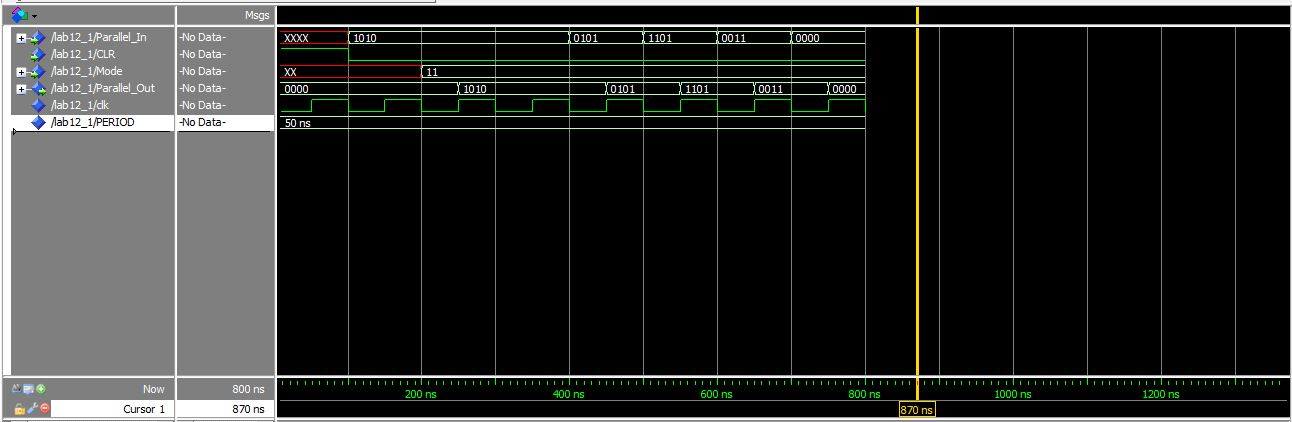 Msgs
/lab12_1/Parallel_In -No Data- XXXX 1010 0101 1101 0011 0000
/lab12_1/CLR -No Data-
/lab12_1/Mode -No Data- XX 11
/lab12_1/Parallel_Out -No Data- 0000 1010 0101 1101 0011 0000
/lab12_1/clk -No Data-
/lab12_1/PERIOD -No Data- 50 ns
Now 800 ns 200 ns 400 ns 600 ns 800 ns 1000 ns 1200 ns
Cursor 1 870 ns 870 ns